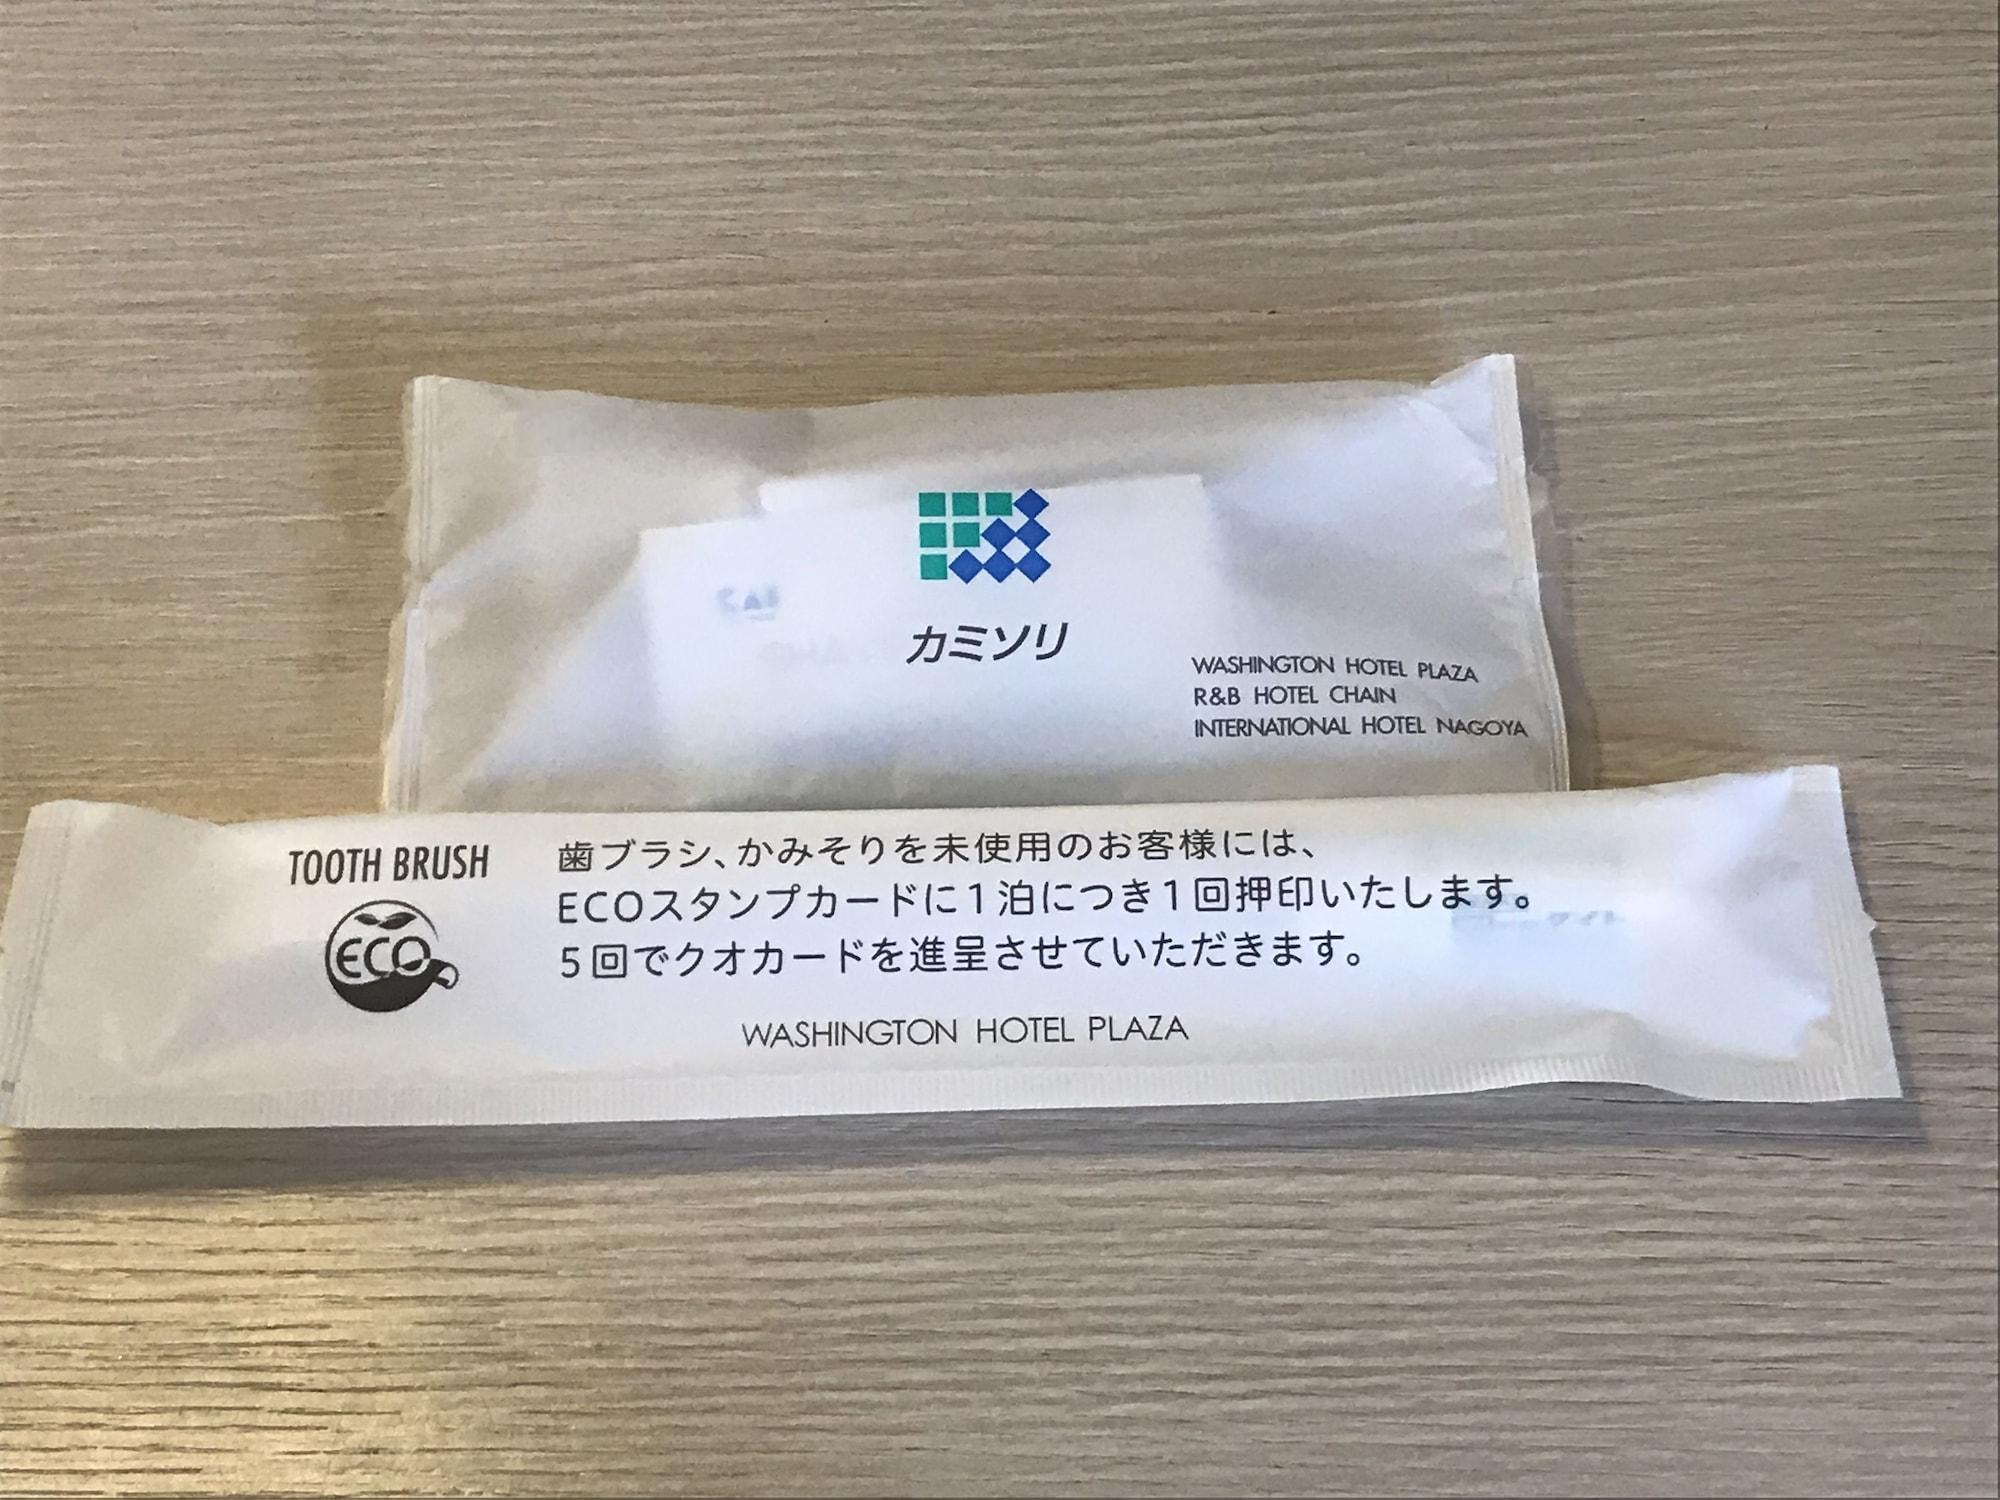 カミソリ
WASHINGTON HOTEL PLAZA
R&B HOTEL CHAIN
INTERNATIONAL HOTEL NAGOYA
TOOTH BRUSH
ECO
歯ブラシ、かみそりを未使用のお客様には、
ECOスタンプカードに1泊につき1回押印いたします。
5回でクオカードを進呈させていただきます。
WASHINGTON HOTEL PLAZA